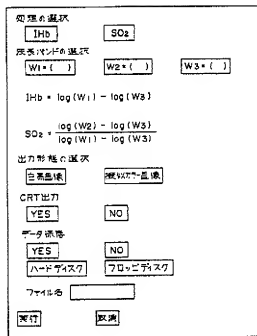 処理の選択
IHb SO₂
波長バンドの選択
W1=( ) W2=( ) W3=( )
IHb = log(W1) - log(W3)
SO₂ = log(W2) - log(W3) / log(W1) - log(W3)
出力形態の選択
白黒画像 擬似カラー画像
CRT出力
YES NO
データ保格
YES NO
ハードディスク フロッピディスク
ファイル名
実行 取消